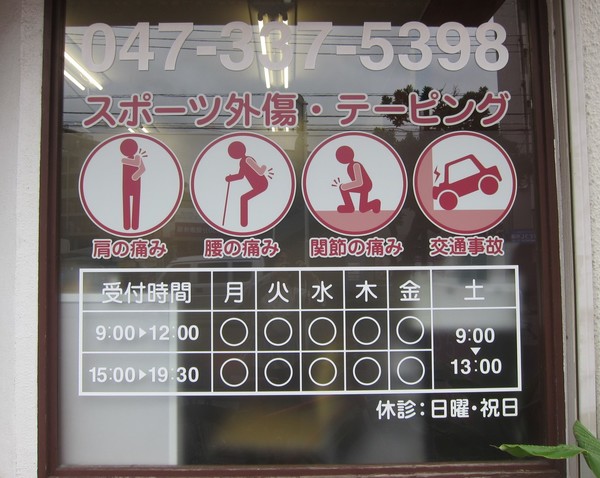 047-337-5398
スポーツ外傷・テーピング
肩の痛み 腰の痛み 関節の痛み 交通事故
受付時間 月 火 水 木 金 土
9:00▶12:00 ○ ○ ○ ○ ○ 9:00▼13:00
15:00▶19:30 ○ ○ ○ ○ ○
休診：日曜・祝日